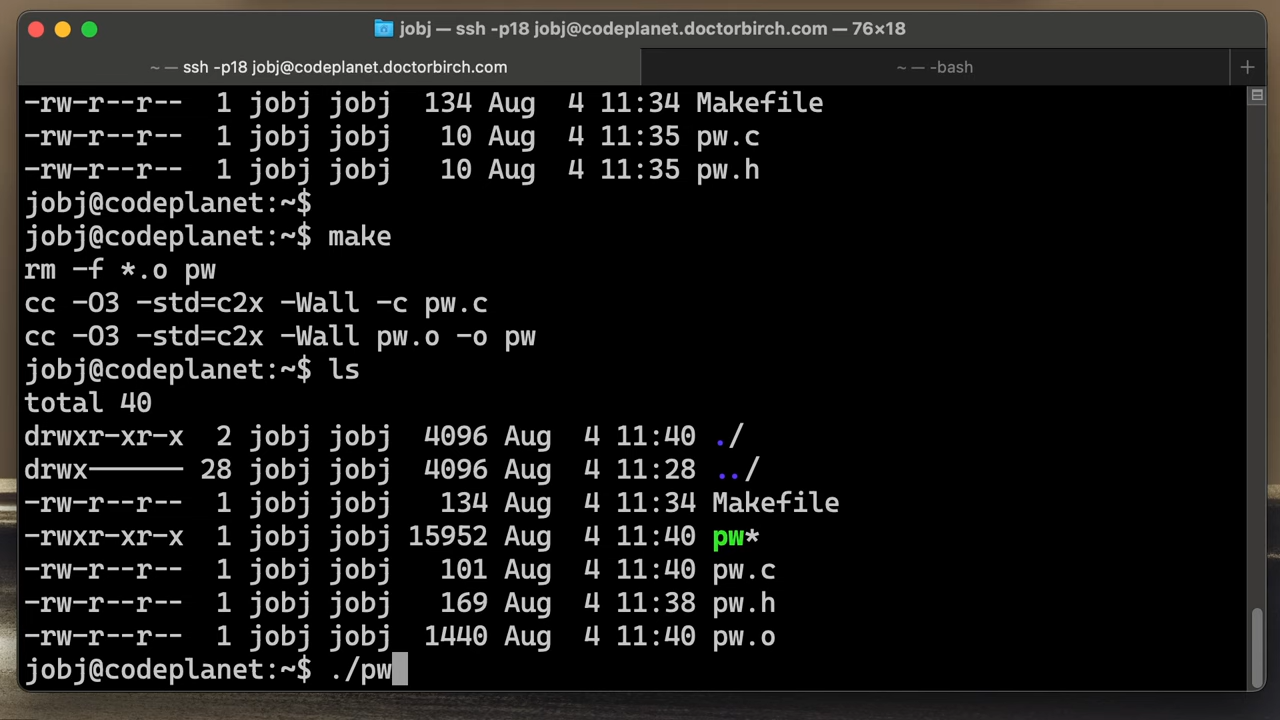 jobj — ssh -p18 jobj@codeplanet.doctorbirch.com — 76×18
~ — ssh -p18 jobj@codeplanet.doctorbirch.com
~ — -bash
+
-rw-r--r--  1 jobj jobj  134 Aug  4 11:34 Makefile
-rw-r--r--  1 jobj jobj   10 Aug  4 11:35 pw.c
-rw-r--r--  1 jobj jobj   10 Aug  4 11:35 pw.h
jobj@codeplanet:~$
jobj@codeplanet:~$ make
rm -f *.o pw
cc -O3 -std=c2x -Wall -c pw.c
cc -O3 -std=c2x -Wall pw.o -o pw
jobj@codeplanet:~$ ls
total 40
drwxr-xr-x  2 jobj jobj  4096 Aug  4 11:40 ./
drwx------ 28 jobj jobj  4096 Aug  4 11:28 ../
-rw-r--r--  1 jobj jobj   134 Aug  4 11:34 Makefile
-rwxr-xr-x  1 jobj jobj 15952 Aug  4 11:40 pw*
-rw-r--r--  1 jobj jobj   101 Aug  4 11:40 pw.c
-rw-r--r--  1 jobj jobj   169 Aug  4 11:38 pw.h
-rw-r--r--  1 jobj jobj  1440 Aug  4 11:40 pw.o
jobj@codeplanet:~$ ./pw